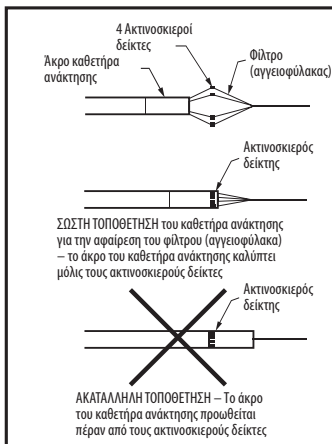 4 Ακτινοσκιεροί
δείκτες
Άκρο καθετήρα
ανάκτησης
Φίλτρο
(αγγειοφύλακας)
Ακτινοσκιερός
δείκτης
ΣΩΣΤΗ ΤΟΠΟΘΕΤΗΣΗ του καθετήρα ανάκτησης
για την αφαίρεση του φίλτρου (αγγειοφύλακα)
– το άκρο του καθετήρα ανάκτησης καλύπτει
μόλις τους ακτινοσκιερούς δείκτες
Ακτινοσκιερός
δείκτης
ΑΚΑΤΑΛΛΗΛΗ ΤΟΠΟΘΕΤΗΣΗ – Το άκρο
του καθετήρα ανάκτησης προωθείται
πέραν από τους ακτινοσκιερούς δείκτες